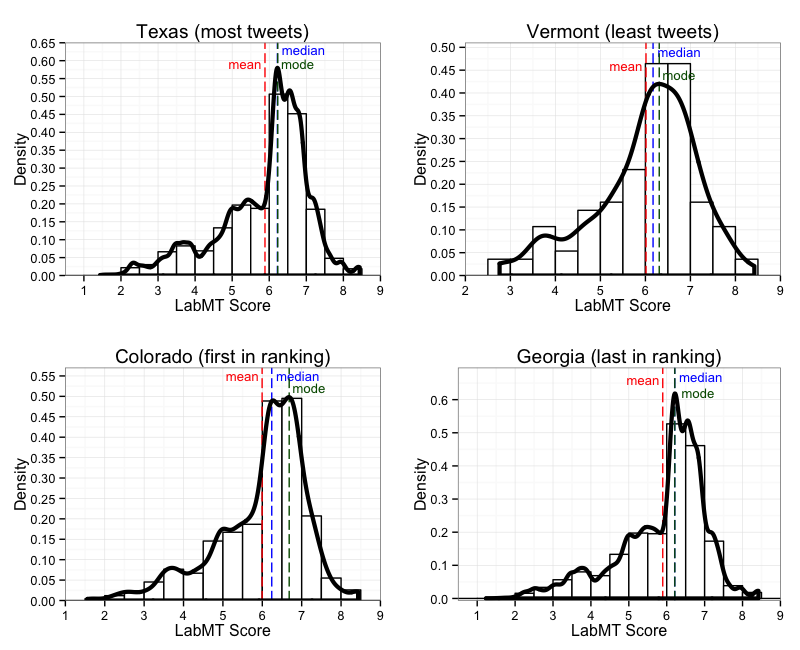 Texas (most tweets)
mean
median
mode
Density
0.65
0.60
0.55
0.50
0.45
0.40
0.35
0.30
0.25
0.20
0.15
0.10
0.05
0.00
1 2 3 4 5 6 7 8 9
LabMT Score
Vermont (least tweets)
mean
median
mode
Density
0.50
0.45
0.40
0.35
0.30
0.25
0.20
0.15
0.10
0.05
0.00
2 3 4 5 6 7 8 9
LabMT Score
Colorado (first in ranking)
mean
median
mode
Density
0.55
0.50
0.45
0.40
0.35
0.30
0.25
0.20
0.15
0.10
0.05
0.00
1 2 3 4 5 6 7 8 9
LabMT Score
Georgia (last in ranking)
mean
median
mode
Density
0.6
0.5
0.4
0.3
0.2
0.1
0.0
1 2 3 4 5 6 7 8 9
LabMT Score